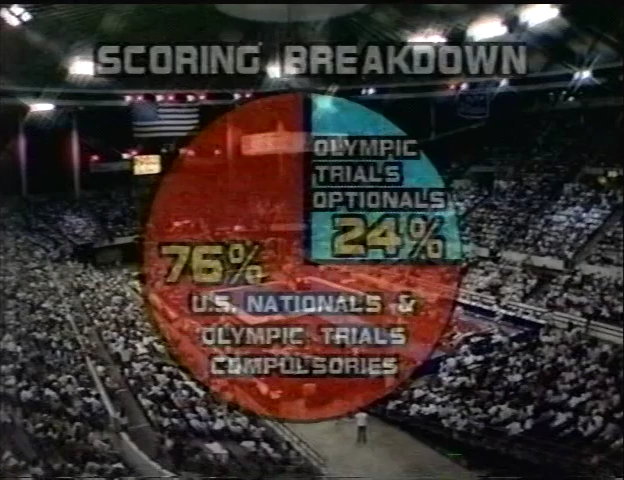 SCORING BREAKDOWN
OLYMPIC
TRIALS
OPTIONALS
24%
76%
U.S. NATIONALS &
OLYMPIC TRIALS
COMPULSORIES